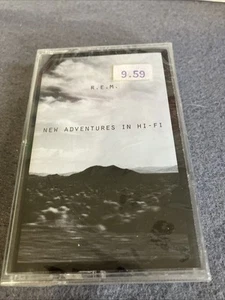 9.59
R.E.M.
NEW ADVENTURES IN HI-FI